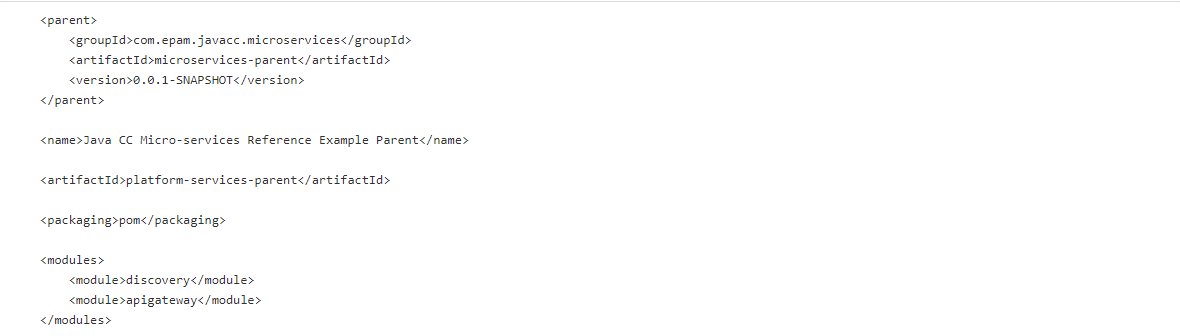 <parent>
<groupId>com.epam.javacc.microservices</groupId>
<artifactId>microservices-parent</artifactId>
<version>0.0.1-SNAPSHOT</version>
</parent>
<name>Java CC Micro-services Reference Example Parent</name>
<artifactId>platform-services-parent</artifactId>
<packaging>pom</packaging>
<modules>
<module>discovery</module>
<module>apigateway</module>
</modules>